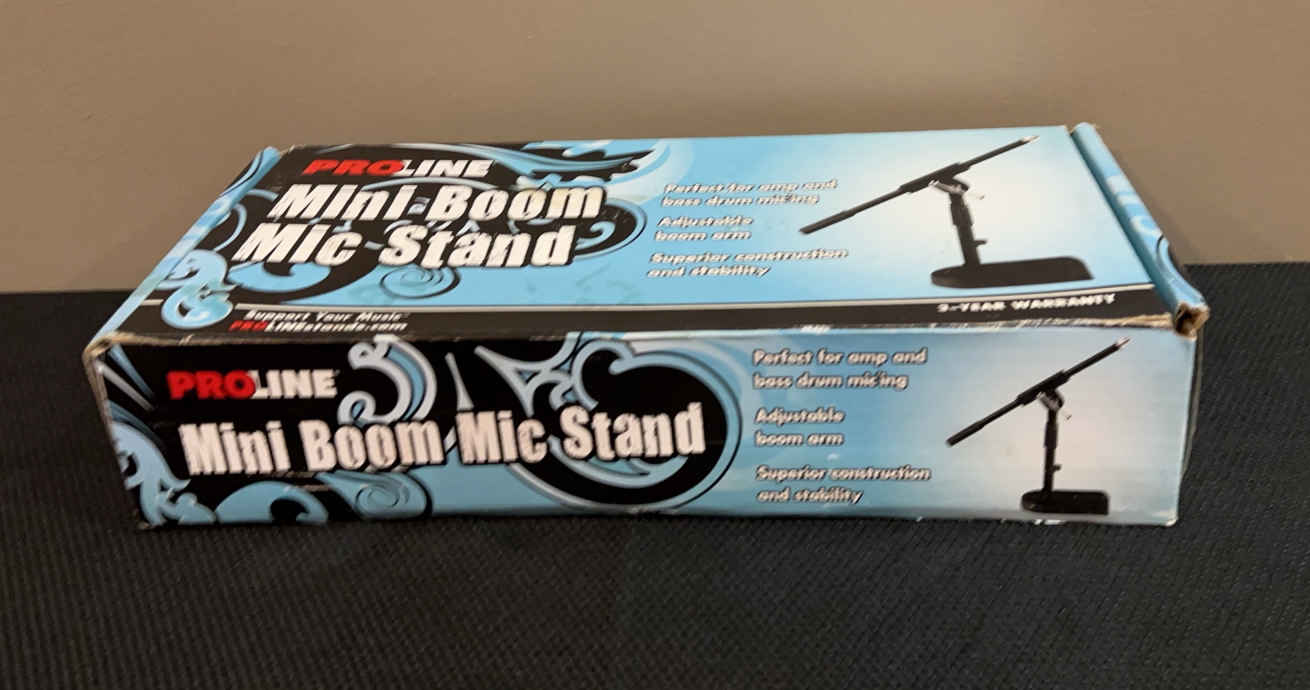 PROLINE
Mini Boom
Mic Stand
Perfect for amp and
bass drum mic'ing
Adjustable
boom arm
Superior construction
and stability
Support Your Music
PROLINEstands.com
2-YEAR WARRANTY
PROLINE
Mini Boom Mic Stand
Perfect for amp and
bass drum mic'ing
Adjustable
boom arm
Superior construction
and stability